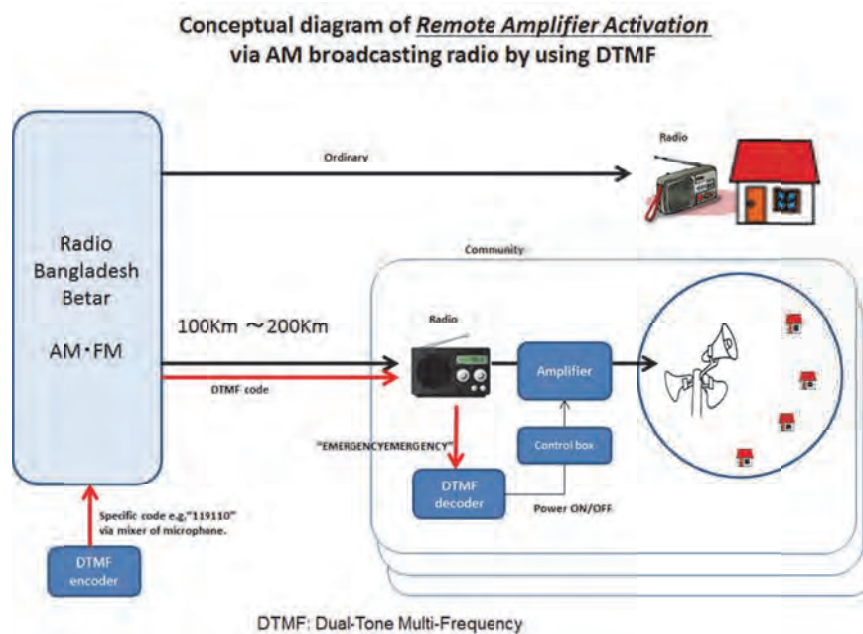 Conceptual diagram of Remote Amplifier Activation
via AM broadcasting radio by using DTMF
Radio
Ordirary
Radio
Bangladesh
Betar
AM・FM
Community
100Km ～200Km
Radio
Amplifier
DTMF code
"EMERGENCYEMERGENCY"
Control box
DTMF
decoder
Power ON/OFF
Specific code e.g,"119110"
via mixer of microphone.
DTMF
encoder
DTMF: Dual-Tone Multi-Frequency